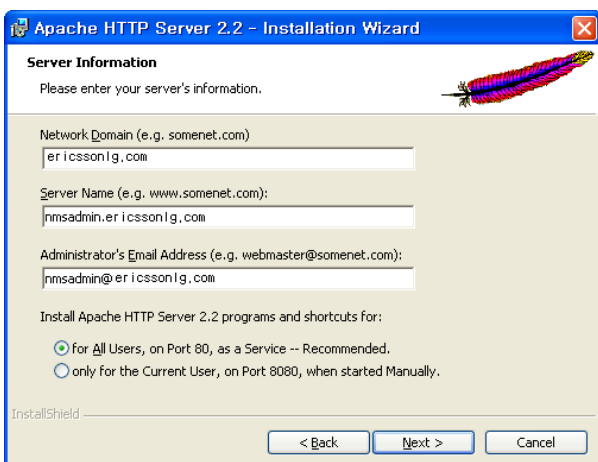 Apache HTTP Server 2.2 - Installation Wizard
Server Information
Please enter your server's information.
Network Domain (e.g. somenet.com)
ericssonlg.com
Server Name (e.g. www.somenet.com):
nmsadmin.ericssonlg.com
Administrator's Email Address (e.g. webmaster@somenet.com):
nmsadmin@ericssonlg.com
Install Apache HTTP Server 2.2 programs and shortcuts for:
for All Users, on Port 80, as a Service -- Recommended.
only for the Current User, on Port 8080, when started Manually.
InstallShield
< Back Next > Cancel